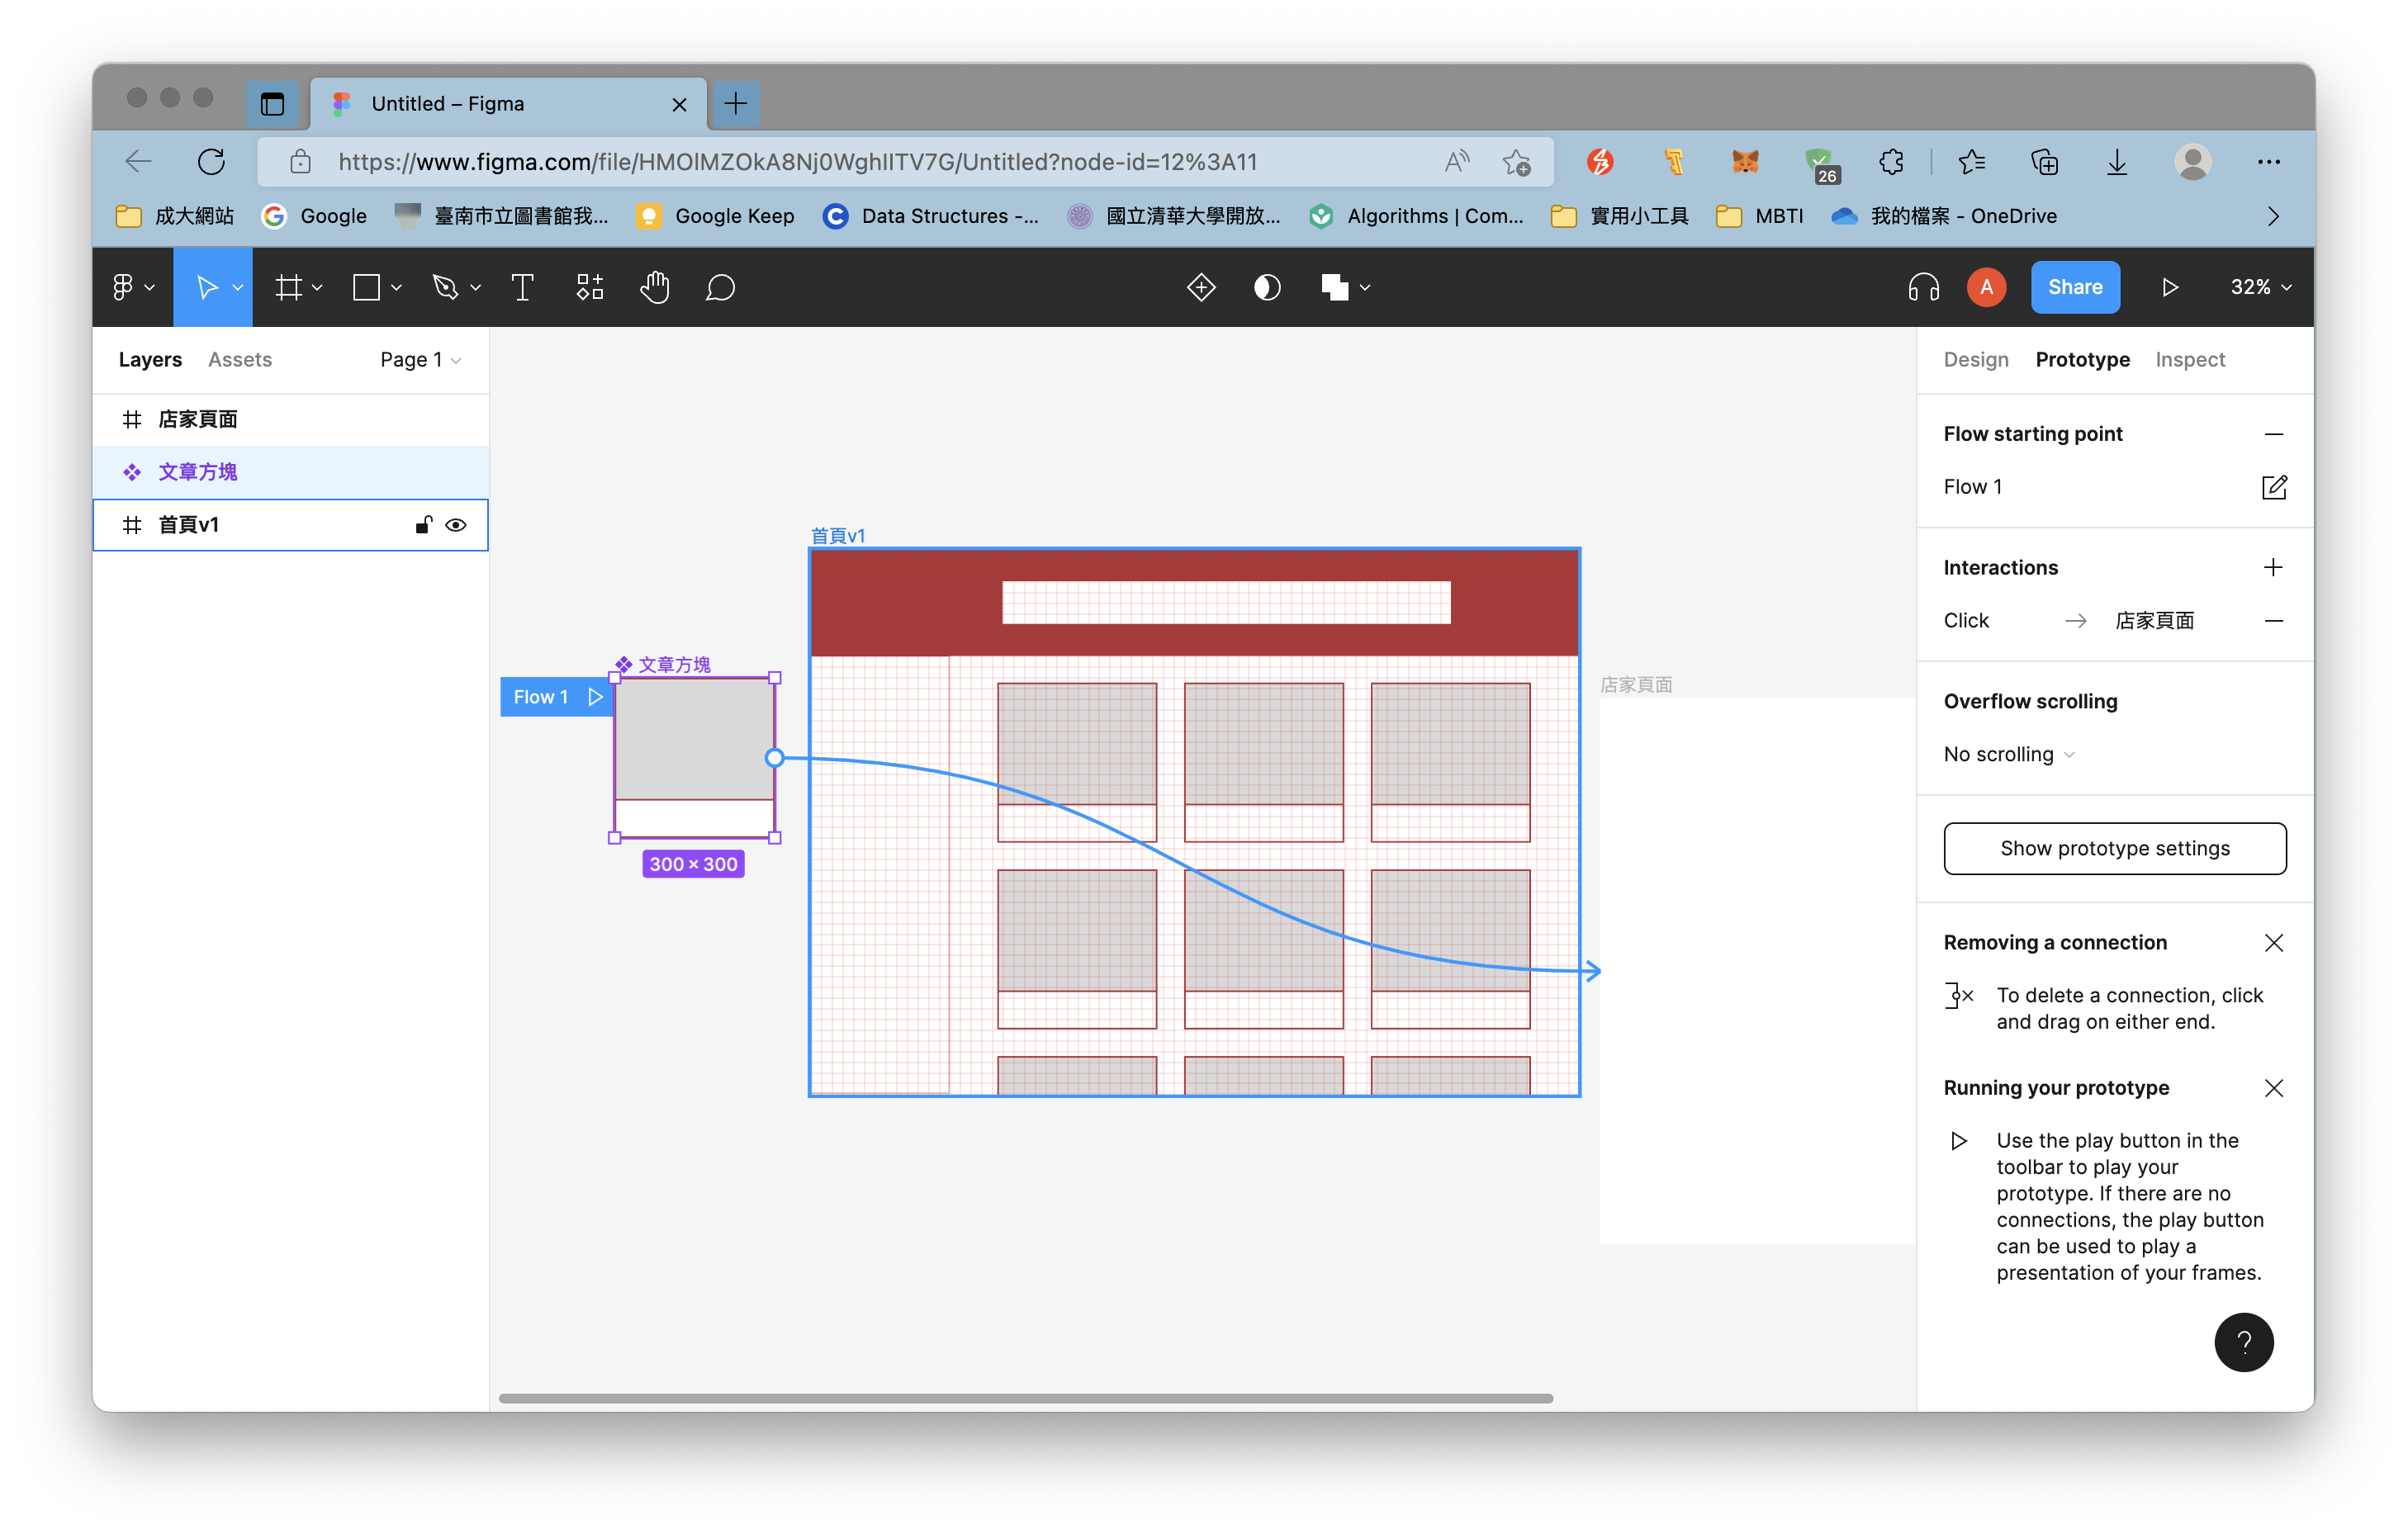 Untitled – Figma
https://www.figma.com/file/HMOlMZOkA8Nj0WghIITV7G/Untitled?node-id=12%3A11
26
成大網站
Google
臺南市立圖書館我...
Google Keep
Data Structures -...
國立清華大學開放...
Algorithms | Com...
實用小工具
MBTI
我的檔案 - OneDrive
A
Share
32%
Layers
Assets
Page 1
店家頁面
文章方塊
首頁v1
首頁v1
文章方塊
Flow 1
300 × 300
店家頁面
Design
Prototype
Inspect
Flow starting point
Flow 1
Interactions
Click
店家頁面
Overflow scrolling
No scrolling
Show prototype settings
Removing a connection
To delete a connection, click
and drag on either end.
Running your prototype
Use the play button in the
toolbar to play your
prototype. If there are no
connections, the play button
can be used to play a
presentation of your frames.
?